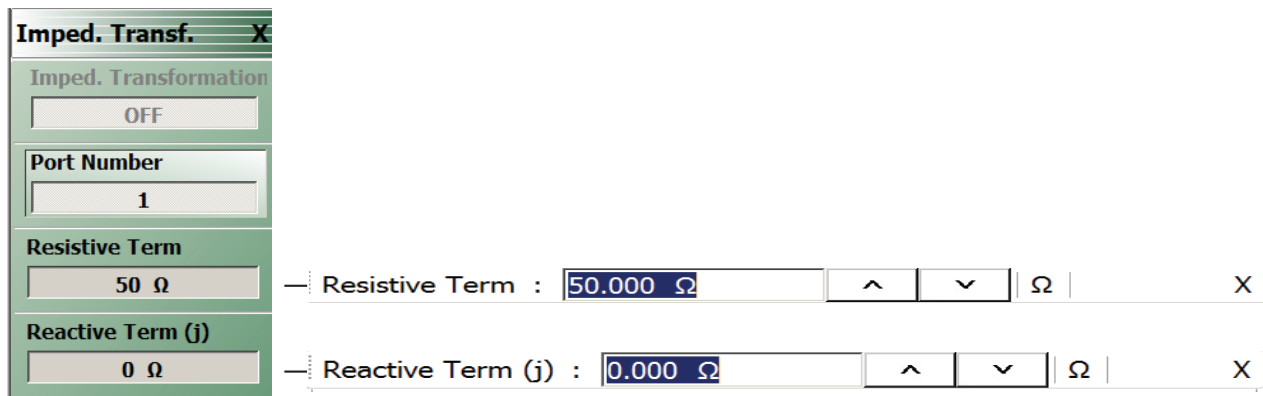 Imped. Transf. X
Imped. Transformation
OFF
Port Number
1
Resistive Term
50 Ω
Resistive Term : 50.000 Ω Ω X
Reactive Term (j)
0 Ω
Reactive Term (j) : 0.000 Ω Ω X